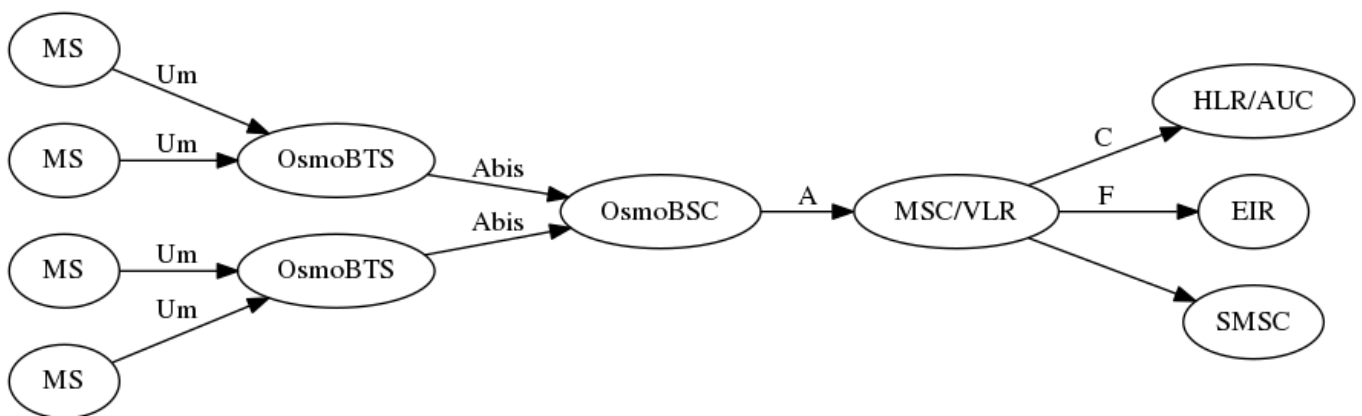 MS
Um
MS
Um
OsmoBTS
MS
Um
OsmoBTS
Um
MS
Abis
Abis
OsmoBSC
A
MSC/VLR
C
HLR/AUC
F
EIR
SMSC